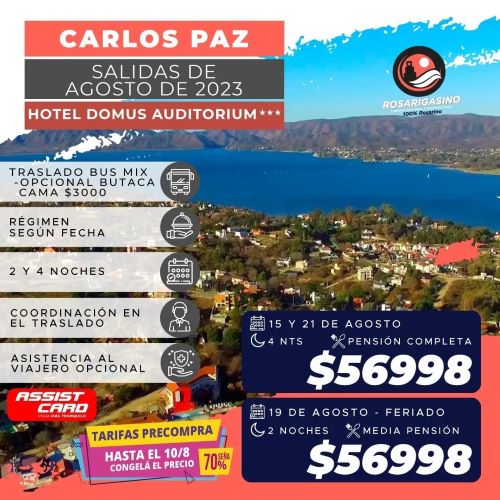 CARLOS PAZ
SALIDAS DE
AGOSTO DE 2023
HOTEL DOMUS AUDITORIUM ***
ROSARIGASINO
100% Rosarino
TRASLADO BUS MIX
-OPCIONAL BUTACA
CAMA $3000
RÉGIMEN
SEGÚN FECHA
2 Y 4 NOCHES
COORDINACIÓN EN
EL TRASLADO
ASISTENCIA AL
VIAJERO OPCIONAL
ASSIST
CARD
VIAJÁ MÁS TRANQUILO
TARIFAS PRECOMPRA
HASTA EL 10/8
CONGELÁ EL PRECIO
SEÑA
70%
15 Y 21 DE AGOSTO
4 NTS PENSIÓN COMPLETA
$56998
19 DE AGOSTO - FERIADO
2 NOCHES MEDIA PENSIÓN
$56998